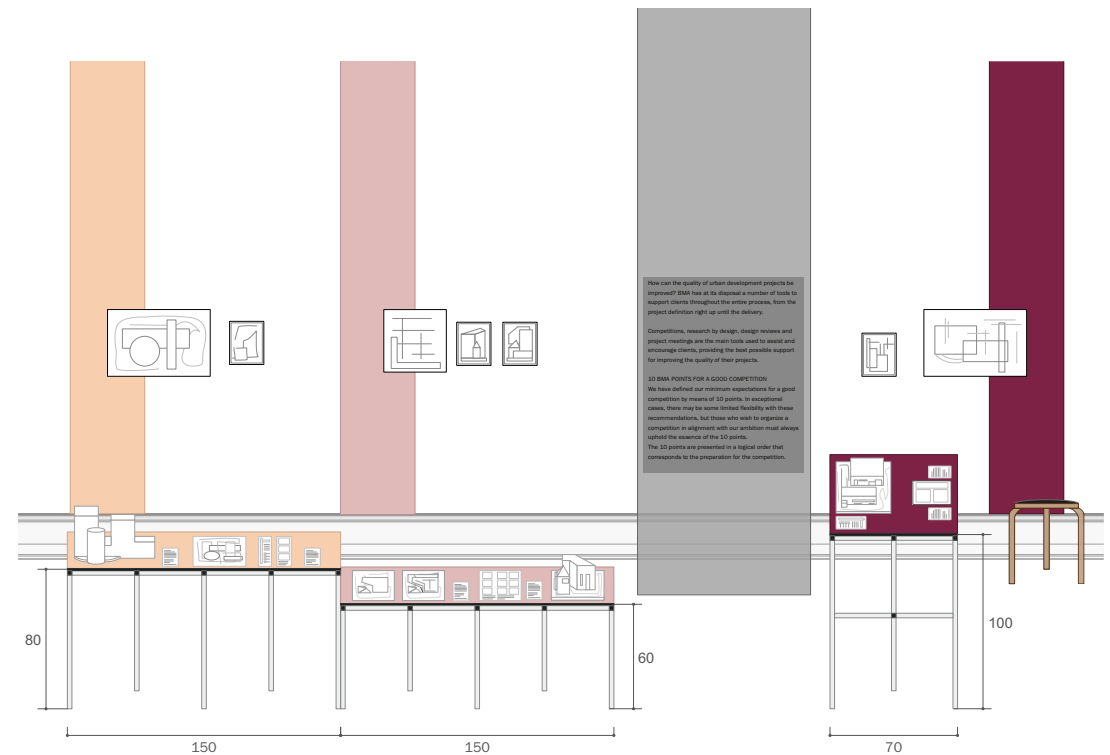 How can the quality of urban development projects be
improved? BMA has at its disposal a number of tools to
support clients throughout the entire process, from the
project definition right up until the delivery.
Competitions, research by design, design reviews and
project meetings are the main tools used to assist and
encourage clients, providing the best possible support
for improving the quality of their projects.
10 BMA POINTS FOR A GOOD COMPETITION
We have defined our minimum expectations for a good
competition by means of 10 points. In exceptional
cases, there may be some limited flexibility with these
recommendations, but those who wish to organize a
competition in alignment with our ambition must always
uphold the essence of the 10 points.
The 10 points are presented in a logical order that
corresponds to the preparation for the competition.
80
60
100
150
150
70